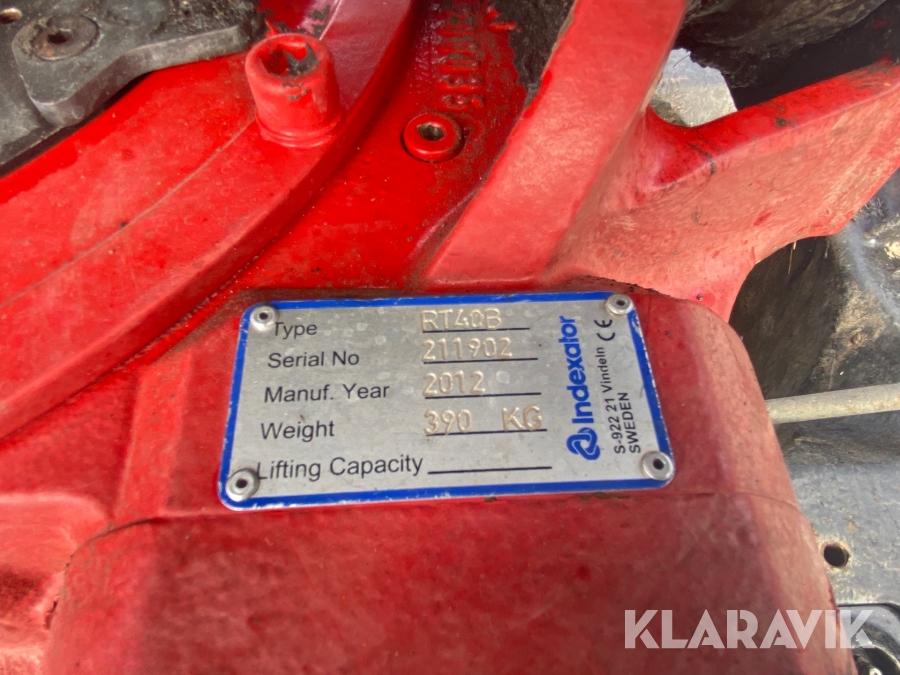 Type RT40B
Serial No 211902
Manuf. Year 2012
Weight 390 KG
Lifting Capacity
Indexator CE
S-922 21 Vindeln
SWEDEN
KLARAVIK